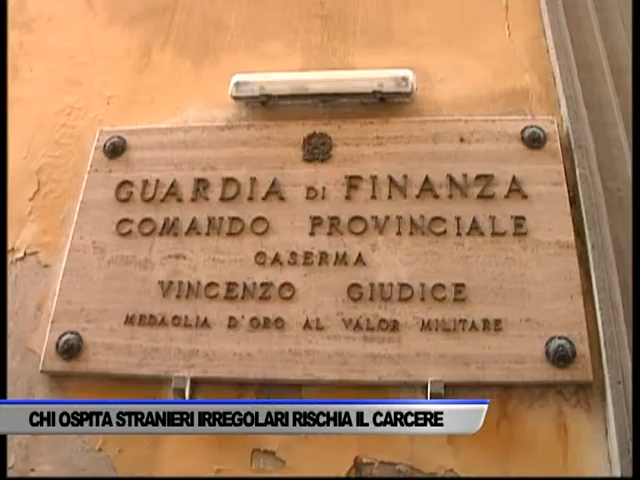 GUARDIA DI FINANZA
COMANDO PROVINCIALE
CASERMA
VINCENZO GIUDICE
MEDAGLIA D'ORO AL VALOR MILITARE
CHI OSPITA STRANIERI IRREGOLARI RISCHIA IL CARCERE